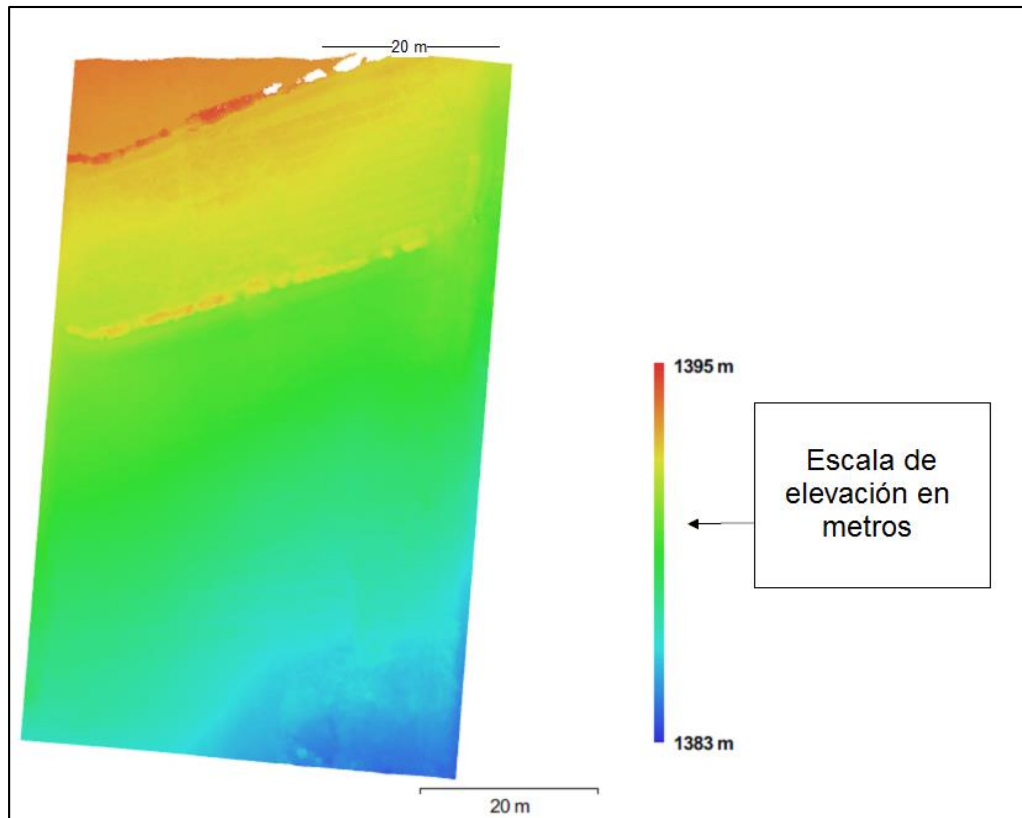 20 m
1395 m
Escala de
elevación en
metros
1383 m
20 m